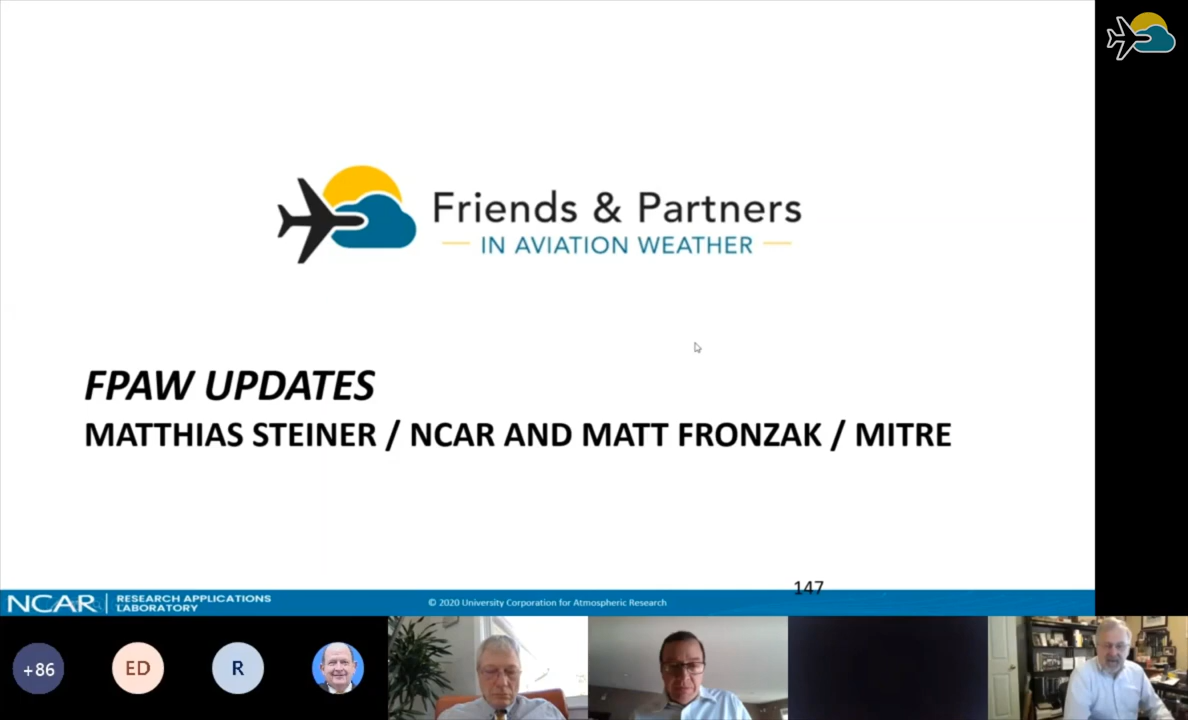 Friends & Partners
IN AVIATION WEATHER
FPAW UPDATES
MATTHIAS STEINER / NCAR AND MATT FRONZAK / MITRE
147
NCAR
RESEARCH APPLICATIONS
LABORATORY
© 2020 University Corporation for Atmospheric Research
+86
ED
R